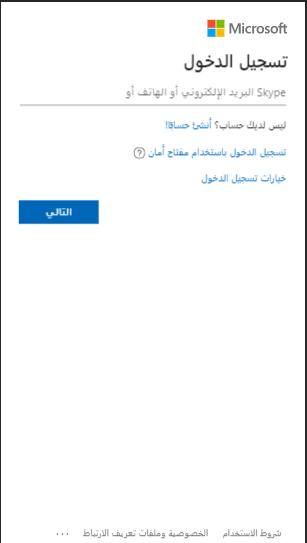 Microsoft
تسجيل الدخول
البريد الإلكتروني أو الهاتف أو Skype
ليس لديك حساب؟ أنشئ حسابًا!
تسجيل الدخول باستخدام مفتاح أمان ?
خيارات تسجيل الدخول
التالي
شروط الاستخدام الخصوصية وملفات تعريف الارتباط ...